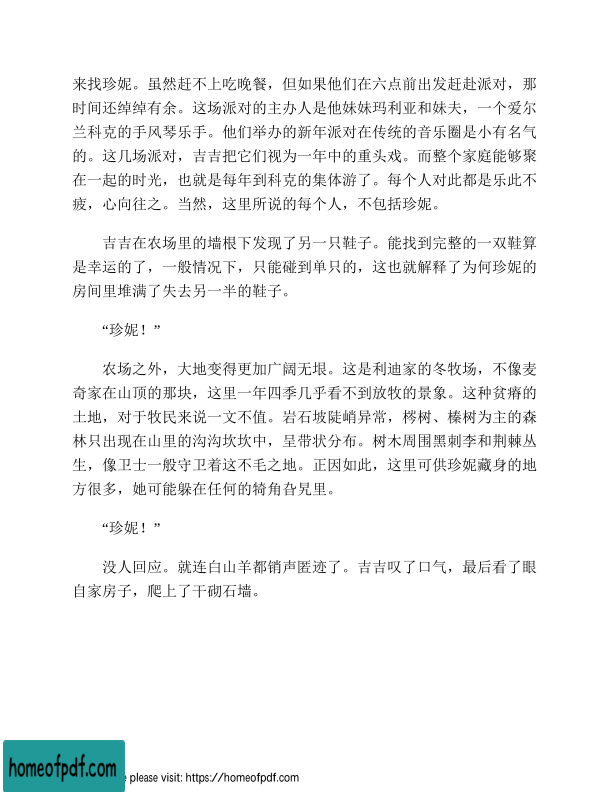 来找珍妮。虽然赶不上吃晚餐，但如果他们在六点前出发赶赴派对，那
时间还绰绰有余。这场派对的主办人是他妹妹玛利亚和妹夫，一个爱尔
兰科克的手风琴乐手。他们举办的新年派对在传统的音乐圈是小有名气
的。这几场派对，吉吉把它们视为一年中的重头戏。而整个家庭能够聚
在一起的时光，也就是每年到科克的集体游了。每个人对此都是乐此不
疲，心向往之。当然，这里所说的每个人，不包括珍妮。
吉吉在农场里的墙根下发现了另一只鞋子。能找到完整的一双鞋算
是幸运的了，一般情况下，只能碰到单只的，这也就解释了为何珍妮的
房间里堆满了失去另一半的鞋子。
“珍妮！”
农场之外，大地变得更加广阔无垠。这是利迪家的冬牧场，不像麦
奇家在山顶的那块，这里一年四季几乎看不到放牧的景象。这种贫瘠的
土地，对于牧民来说一文不值。岩石坡陡峭异常，梣树、榛树为主的森
林只出现在山里的沟沟坎坎中，呈带状分布。树木周围黑刺李和荆棘丛
生，像卫士一般守卫着这不毛之地。正因如此，这里可供珍妮藏身的地
方很多，她可能躲在任何的犄角旮旯里。
“珍妮！”
没人回应。就连白山羊都销声匿迹了。吉吉叹了口气，最后看了眼
自家房子，爬上了干砌石墙。
homeofpdf.com
e please visit: https://homeofpdf.com